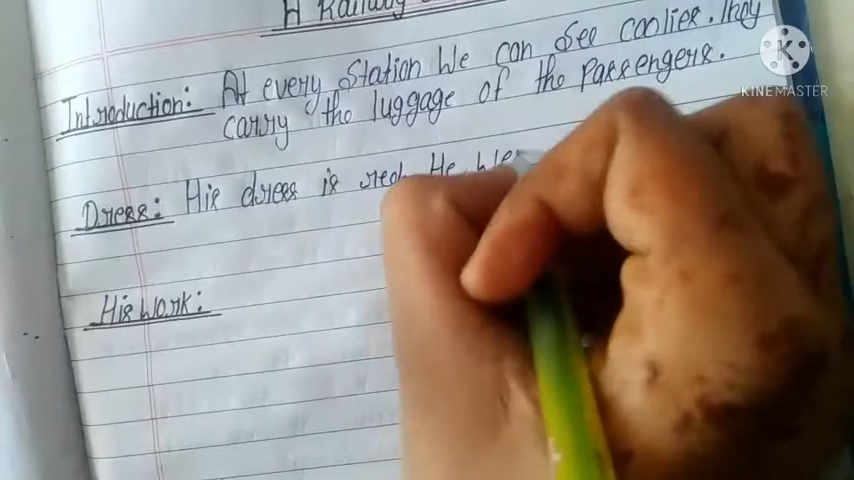 A Railway
Introduction: At every station we can see coolies. They
carry the luggage of the passengers.
Dress: His dress is red. He
His work:
KINEMASTER